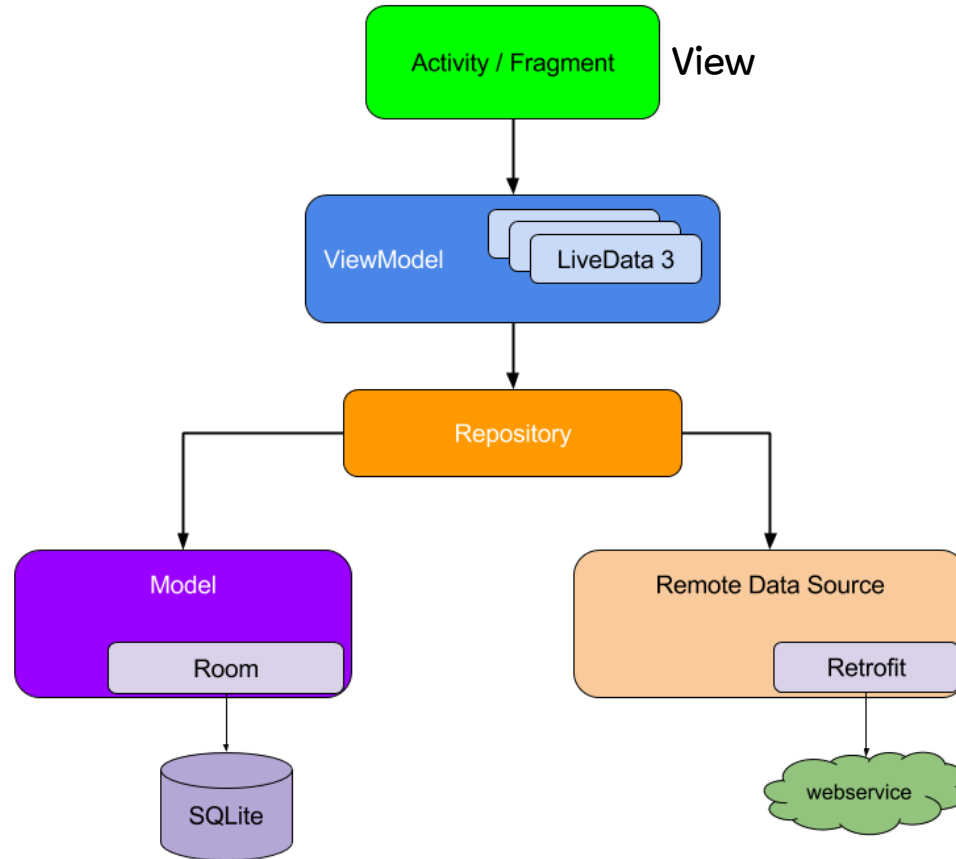 Activity / Fragment
View
ViewModel
LiveData 3
Repository
Model
Remote Data Source
Room
Retrofit
SQLite
webservice